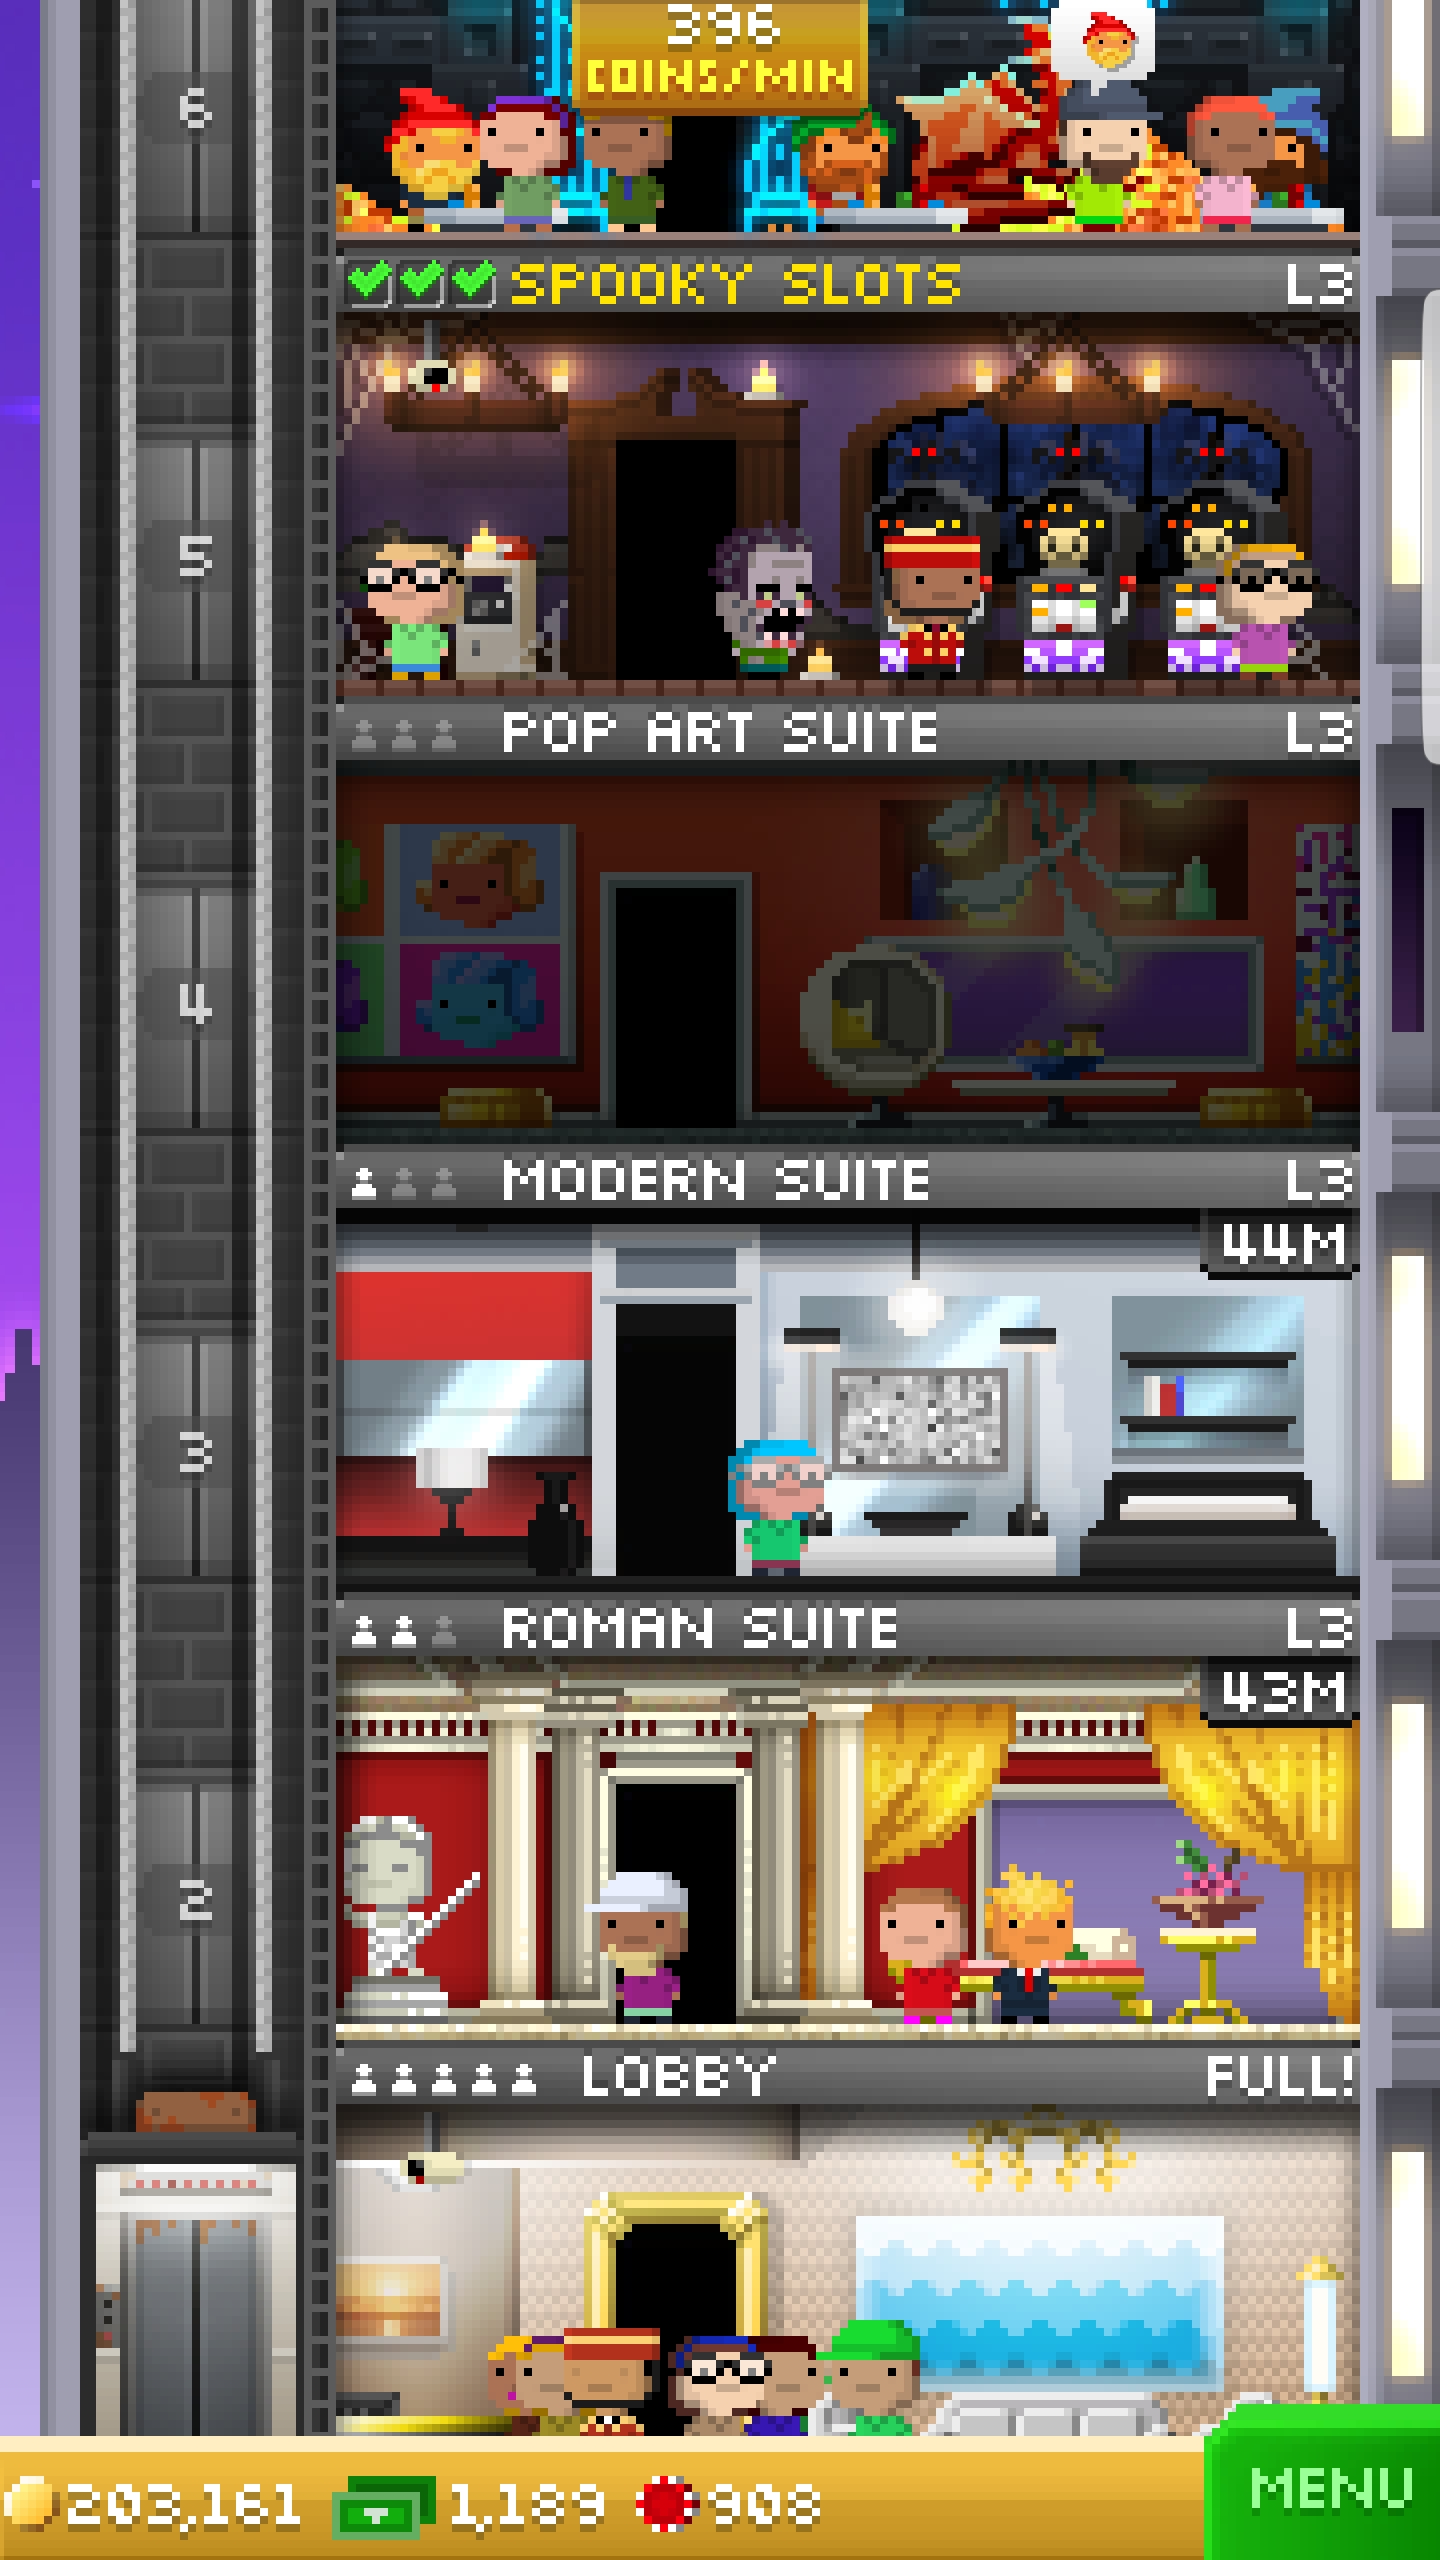 396
COINS/MIN
6
SPOOKY SLOTS L3
5
POP ART SUITE L3
4
MODERN SUITE L3
44M
3
ROMAN SUITE L3
43M
2
LOBBY FULL!
203,161 1,189 908 MENU